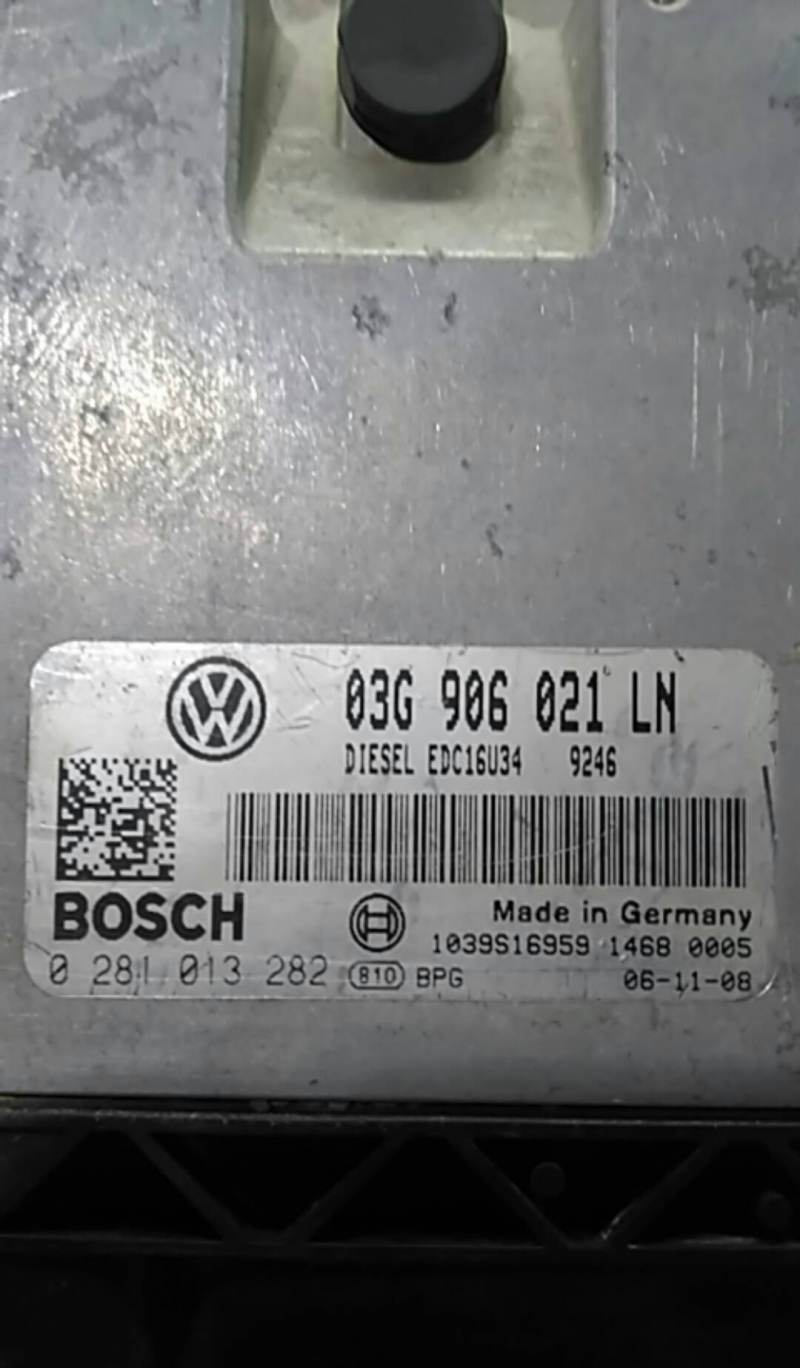 03G 906 021 LN
DIESEL EDC16U34 9246
BOSCH
Made in Germany
1039S16959 1468 0005
0 281 013 282 810 BPG 06-11-08